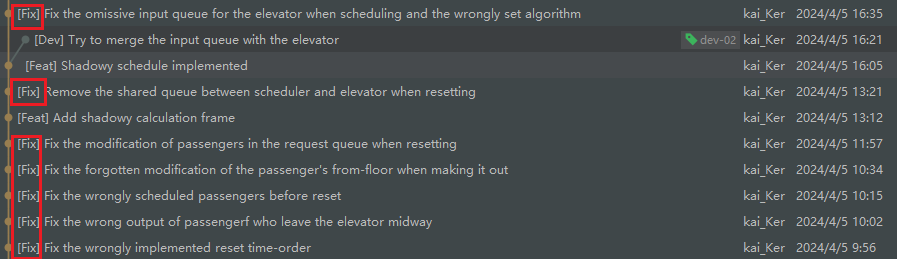 [Fix] Fix the omissive input queue for the elevator when scheduling and the wrongly set algorithm kai_Ker 2024/4/5 16:35
[Dev] Try to merge the input queue with the elevator dev-02 kai_Ker 2024/4/5 16:21
[Feat] Shadowy schedule implemented kai_Ker 2024/4/5 16:05
[Fix] Remove the shared queue between scheduler and elevator when resetting kai_Ker 2024/4/5 13:21
[Feat] Add shadowy calculation frame kai_Ker 2024/4/5 13:12
[Fix] Fix the modification of passengers in the request queue when resetting kai_Ker 2024/4/5 11:57
[Fix] Fix the forgotten modification of the passenger's from-floor when making it out kai_Ker 2024/4/5 10:34
[Fix] Fix the wrongly scheduled passengers before reset kai_Ker 2024/4/5 10:15
[Fix] Fix the wrong output of passengerf who leave the elevator midway kai_Ker 2024/4/5 10:02
[Fix] Fix the wrongly implemented reset time-order kai_Ker 2024/4/5 9:56